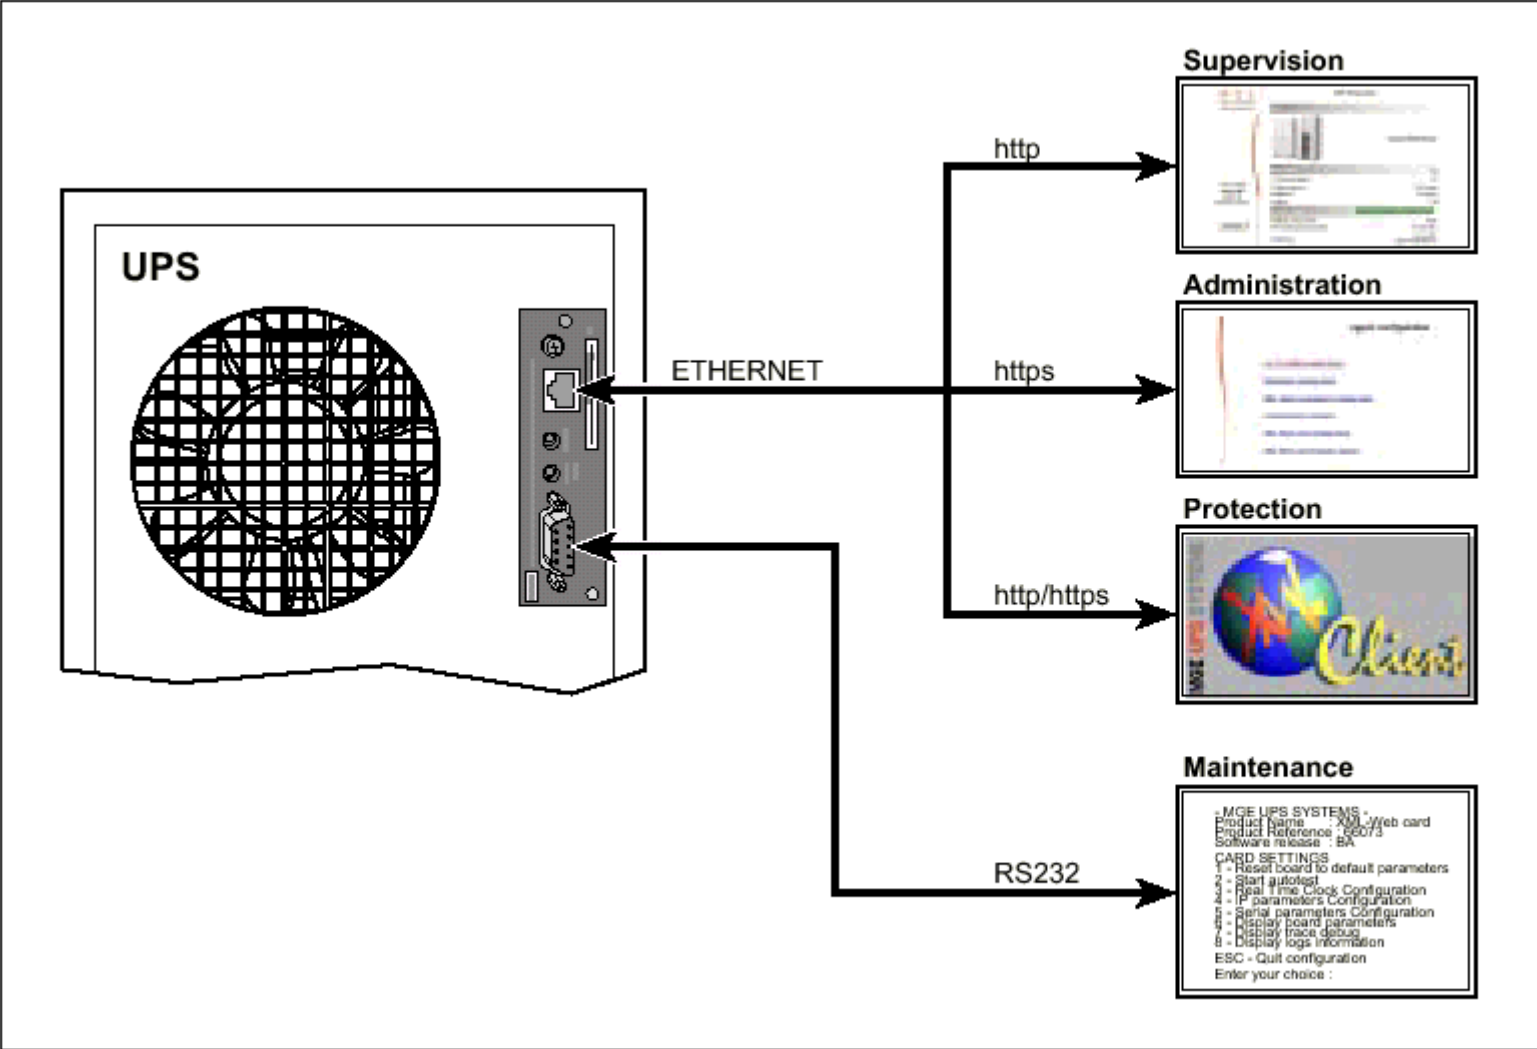 Supervision
http
Administration
UPS
ETHERNET
https
Protection
http/https
MGE UPS
Client
Maintenance
- MGE UPS SYSTEMS -
Product Name : XML-Web card
Product Reference : 66073
Software release : BA
CARD SETTINGS
1 - Reset board to default parameters
2 - Start autotest
3 - Real Time Clock Configuration
4 - IP parameters Configuration
5 - Serial parameters Configuration
6 - Display board parameters
7 - Display trace debug
8 - Display logs information
ESC - Quit configuration
Enter your choice :
RS232